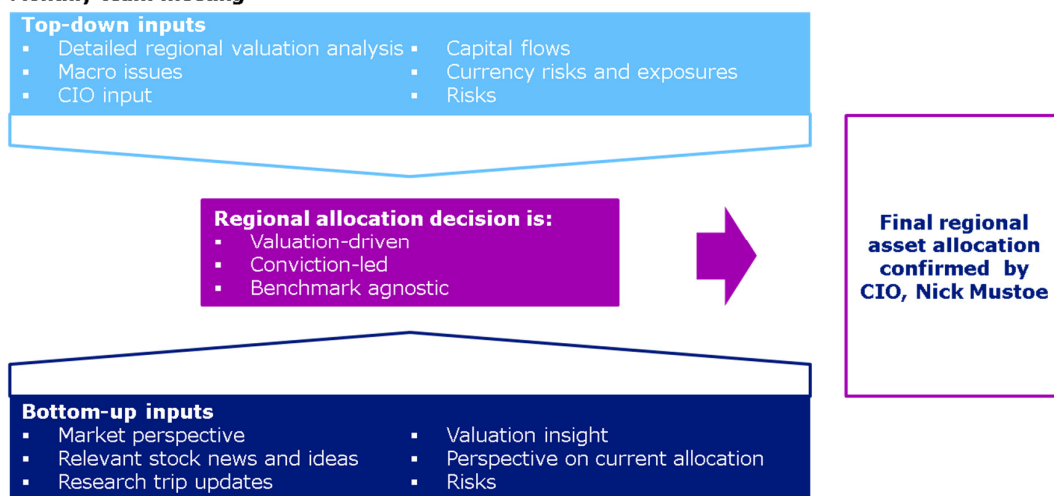 Top-down inputs
▪ Detailed regional valuation analysis
▪ Macro issues
▪ CIO input
▪ Capital flows
▪ Currency risks and exposures
▪ Risks
Regional allocation decision is:
▪ Valuation-driven
▪ Conviction-led
▪ Benchmark agnostic
Final regional
asset allocation
confirmed by
CIO, Nick Mustoe
Bottom-up inputs
▪ Market perspective
▪ Relevant stock news and ideas
▪ Research trip updates
▪ Valuation insight
▪ Perspective on current allocation
▪ Risks